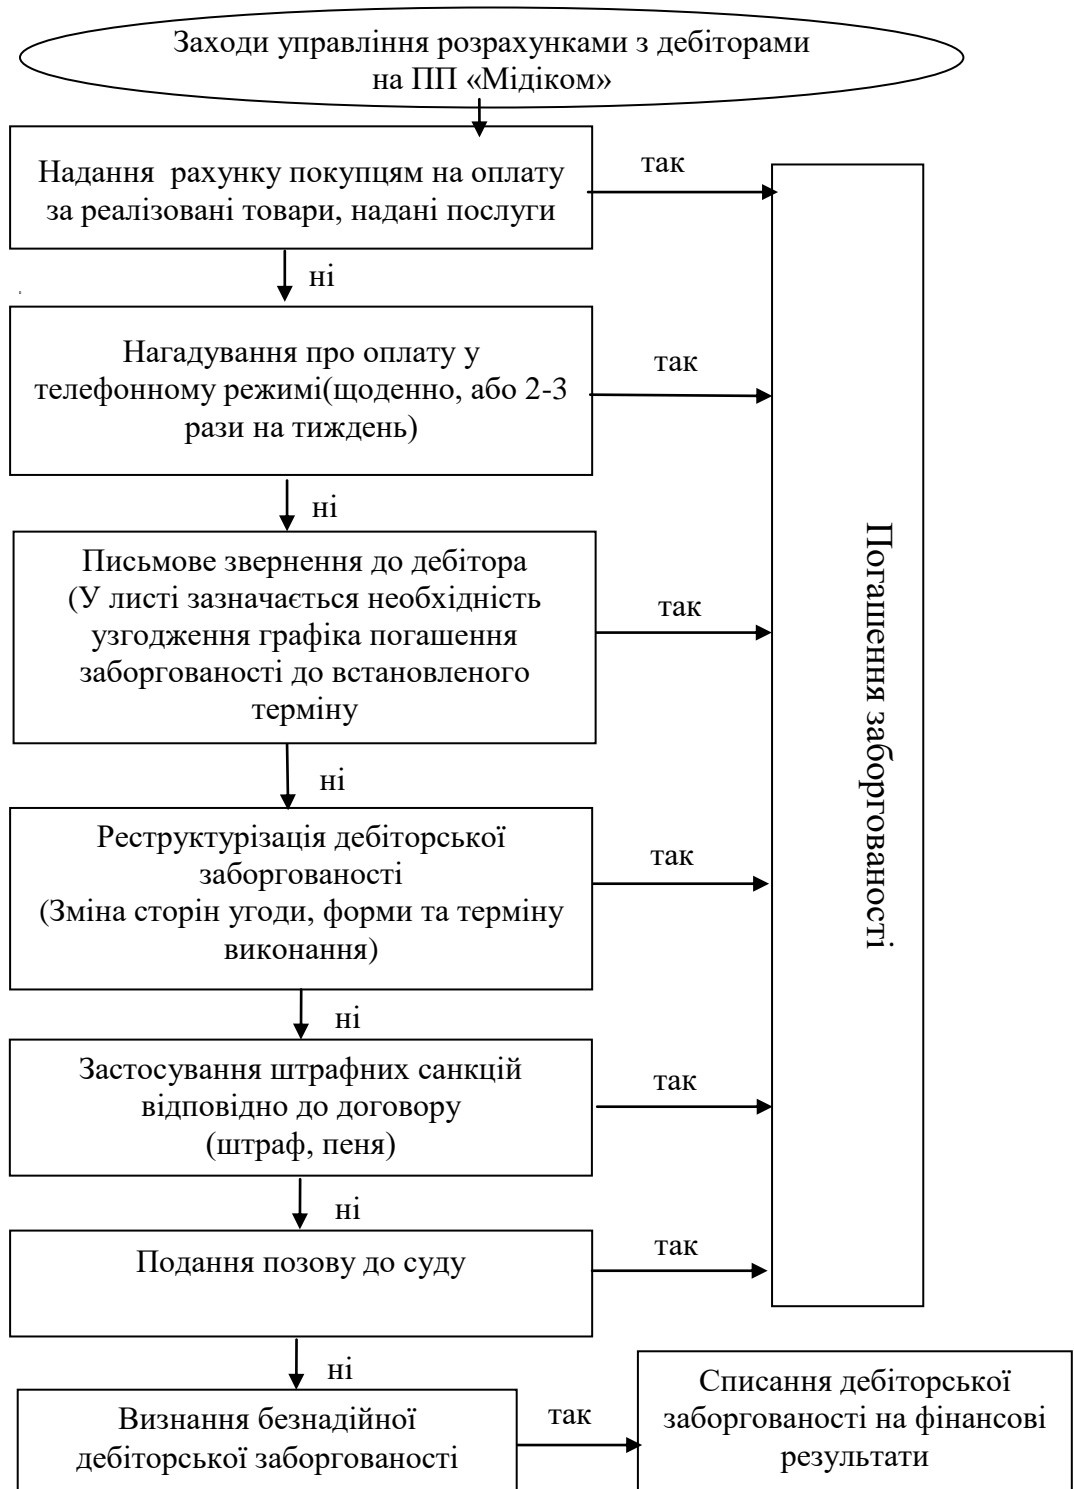 Заходи управління розрахунками з дебіторами
на ПП «Мідіком»
Надання рахунку покупцям на оплату
за реалізовані товари, надані послуги
так
ні
Нагадування про оплату у
телефонному режимі(щоденно, або 2-3
рази на тиждень)
так
ні
Письмове звернення до дебітора
(У листі зазначається необхідність
узгодження графіка погашення
заборгованості до встановленого
терміну
так
ні
Реструктурізація дебіторської
заборгованості
(Зміна сторін угоди, форми та терміну
виконання)
так
ні
Застосування штрафних санкцій
відповідно до договору
(штраф, пеня)
так
ні
Подання позову до суду
так
ні
Погашення заборгованості
Визнання безнадійної
дебіторської заборгованості
так
Списання дебіторської
заборгованості на фінансові
результати